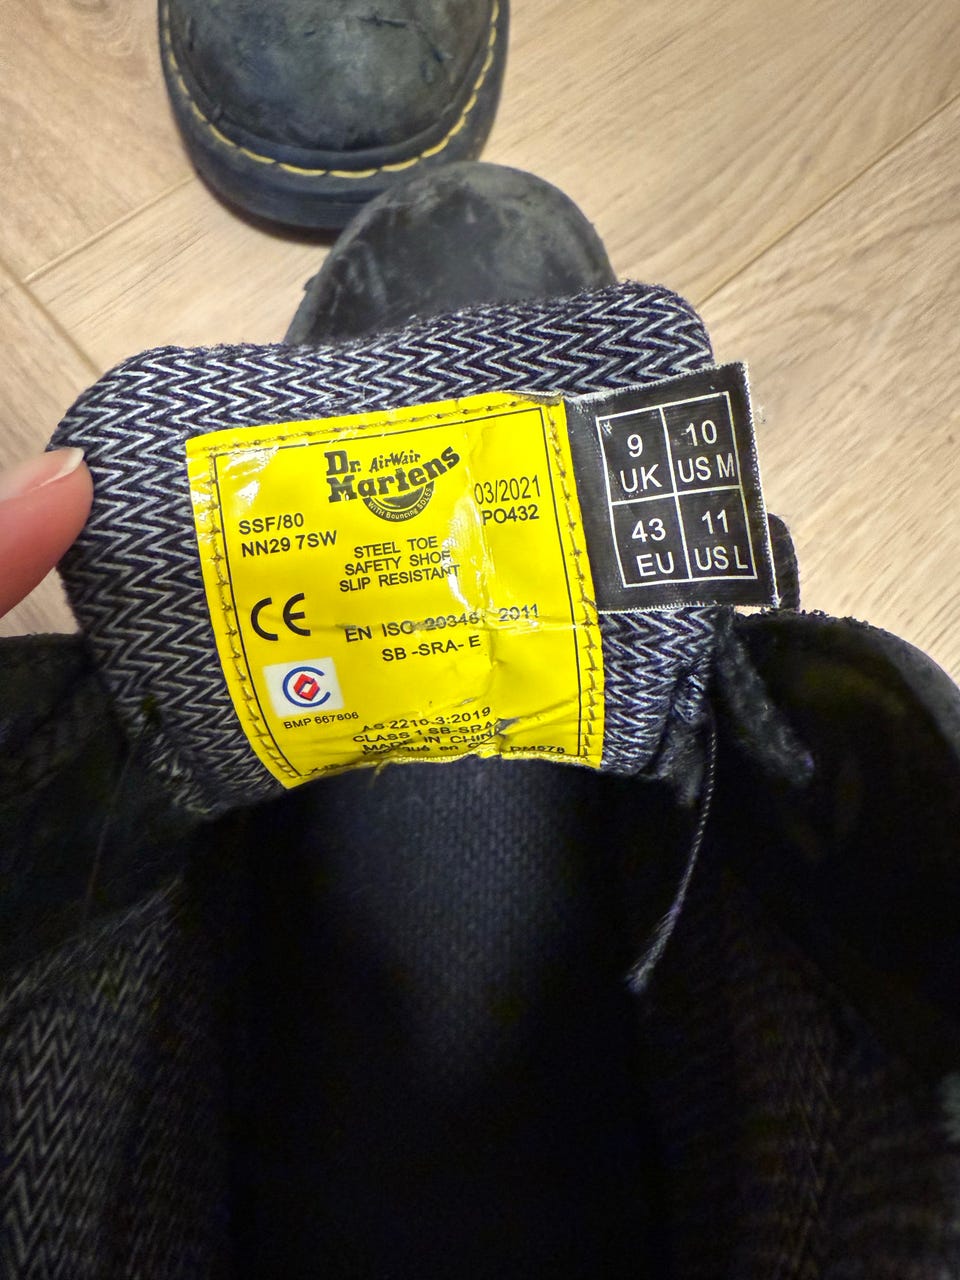 Dr. AirWair
Martens
WITH Bouncing SOLES
03/2021
PO432
SSF/80
NN29 7SW
STEEL TOE
SAFETY SHOE
SLIP RESISTANT
CE
EN ISO 20346: 2011
SB -SRA- E
BMP 667806
AS 2210.3:2019
CLASS 1 SB-SRA
MADE IN CHINA
en
9
UK
10
US M
43
EU
11
US L